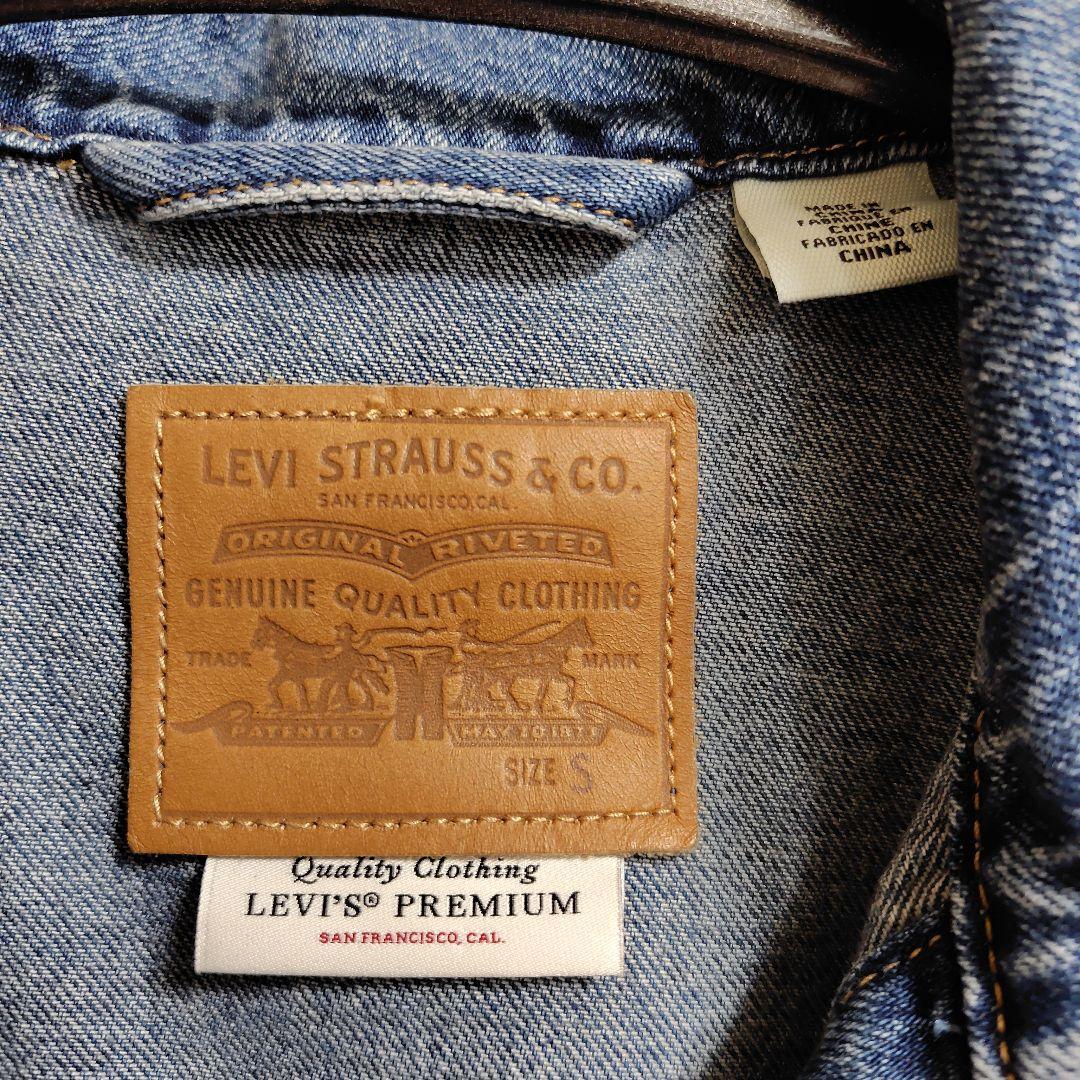 MADE IN
CHINA
FABRIQUÉ EN
CHINE
FABRICADO EN
CHINA
LEVI STRAUSS & CO.
SAN FRANCISCO, CAL.
ORIGINAL RIVETED
GENUINE QUALITY CLOTHING
TRADE MARK
PATENTED MAY 20 1873
SIZE S
Quality Clothing
LEVI'S® PREMIUM
SAN FRANCISCO, CAL.